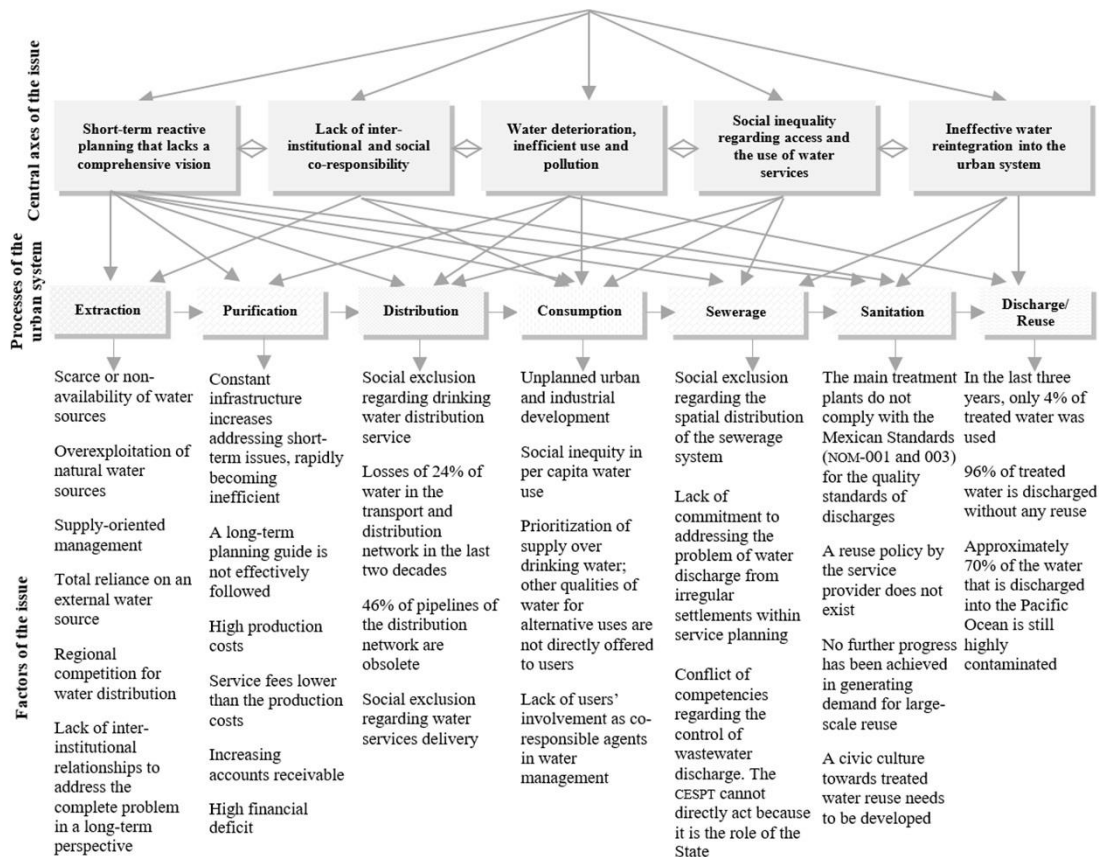 Central axes of the issue
Short-term reactive
planning that lacks a
comprehensive vision
Lack of inter-
institutional and social
co-responsibility
Water deterioration,
inefficient use and
pollution
Social inequality
regarding access and
the use of water
services
Ineffective water
reintegration into the
urban system
Processes of the
urban system
Extraction
Purification
Distribution
Consumption
Sewerage
Sanitation
Discharge/
Reuse
Factors of the issue
Scarce or non-
availability of water
sources
Overexploitation of
natural water
sources
Supply-oriented
management
Total reliance on an
external water
source
Regional
competition for
water distribution
Lack of inter-
institutional
relationships to
address the
complete problem
in a long-term
perspective
Constant
infrastructure
increases
addressing short-
term issues, rapidly
becoming
inefficient
A long-term
planning guide is
not effectively
followed
High production
costs
Service fees lower
than the production
costs
Increasing
accounts receivable
High financial
deficit
Social exclusion
regarding drinking
water distribution
service
Losses of 24% of
water in the
transport and
distribution
network in the last
two decades
46% of pipelines of
the distribution
network are
obsolete
Social exclusion
regarding water
services delivery
Unplanned urban
and industrial
development
Social inequity in
per capita water
use
Prioritization of
supply over
drinking water;
other qualities of
water for
alternative uses are
not directly offered
to users
Lack of users’
involvement as co-
responsible agents
in water
management
Social exclusion
regarding the
spatial distribution
of the sewerage
system
Lack of
commitment to
addressing the
problem of water
discharge from
irregular
settlements within
service planning
Conflict of
competencies
regarding the
control of
wastewater
discharge. The
CESPT cannot
directly act because
it is the role of the
State
The main treatment
plants do not
comply with the
Mexican Standards
(NOM-001 and 003)
for the quality
standards of
discharges
A reuse policy by
the service
provider does not
exist
No further progress
has been achieved
in generating
demand for large-
scale reuse
A civic culture
towards treated
water reuse needs
to be developed
In the last three
years, only 4% of
treated water was
used
96% of treated
water is discharged
without any reuse
Approximately
70% of the water
that is discharged
into the Pacific
Ocean is still
highly
contaminated